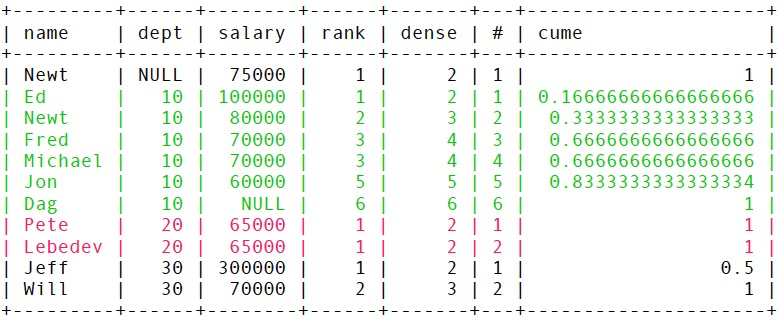 +---------+------+--------+------+-------+---+---------------------+
| name    | dept | salary | rank | dense | # | cume                |
+---------+------+--------+------+-------+---+---------------------+
| Newt    | NULL |  75000 |    1 |     2 | 1 |                   1 |
| Ed      |   10 | 100000 |    1 |     2 | 1 | 0.16666666666666666 |
| Newt    |   10 |  80000 |    2 |     3 | 2 |  0.3333333333333333 |
| Fred    |   10 |  70000 |    3 |     4 | 3 |  0.6666666666666666 |
| Michael |   10 |  70000 |    3 |     4 | 4 |  0.6666666666666666 |
| Jon     |   10 |  60000 |    5 |     5 | 5 |  0.8333333333333334 |
| Dag     |   10 |   NULL |    6 |     6 | 6 |                   1 |
| Pete    |   20 |  65000 |    1 |     2 | 1 |                   1 |
| Lebedev |   20 |  65000 |    1 |     2 | 2 |                   1 |
| Jeff    |   30 | 300000 |    1 |     2 | 1 |                 0.5 |
| Will    |   30 |  70000 |    2 |     3 | 2 |                   1 |
+---------+------+--------+------+-------+---+---------------------+